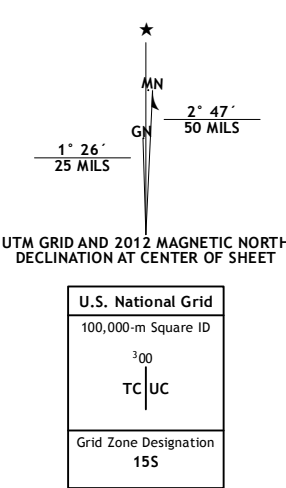 ★
MN
GN
2° 47´
50 MILS
1° 26´
25 MILS
UTM GRID AND 2012 MAGNETIC NORTH
DECLINATION AT CENTER OF SHEET
U.S. National Grid
100,000-m Square ID
³00
TC UC
Grid Zone Designation
15S